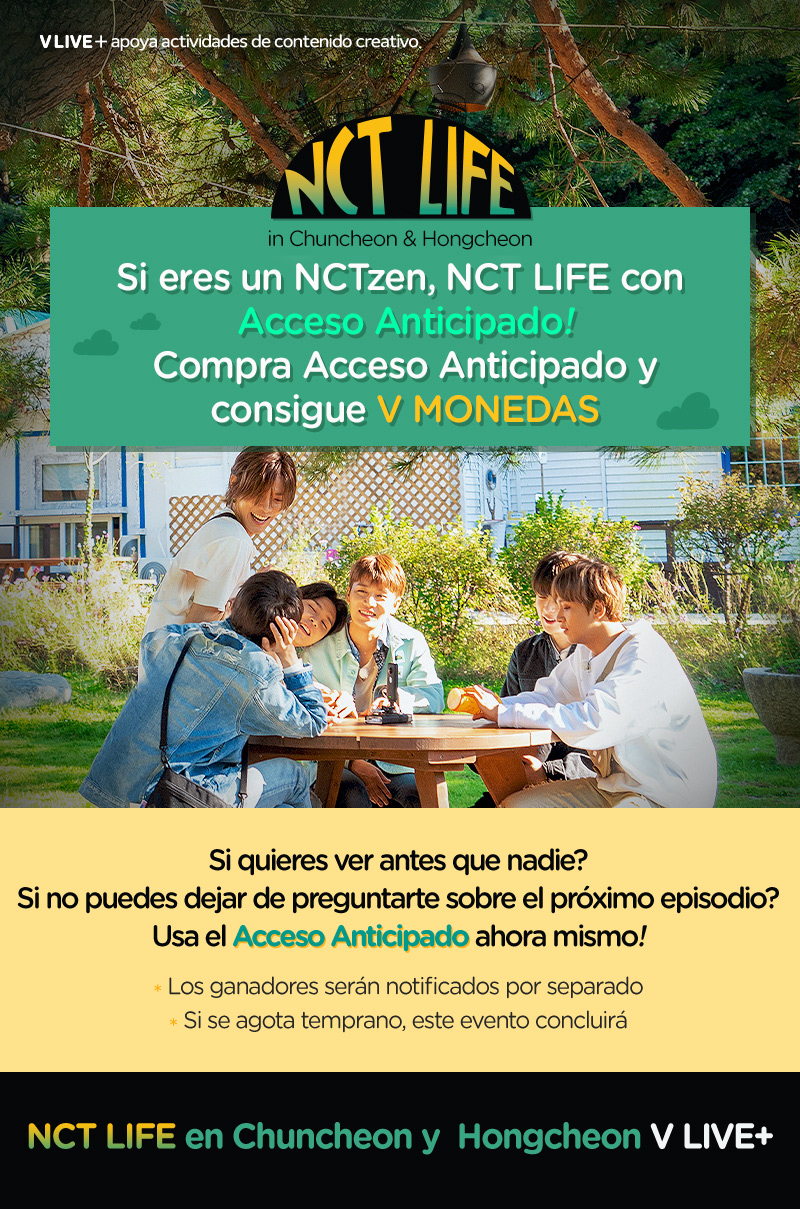 V LIVE+ apoya actividades de contenido creativo.
NCT LIFE
in Chuncheon & Hongcheon
Si eres un NCTzen, NCT LIFE con
Acceso Anticipado!
Compra Acceso Anticipado y
consigue V MONEDAS
Si quieres ver antes que nadie?
Si no puedes dejar de preguntarte sobre el próximo episodio?
Usa el Acceso Anticipado ahora mismo!
* Los ganadores serán notificados por separado
* Si se agota temprano, este evento concluirá
NCT LIFE en Chuncheon y Hongcheon V LIVE+